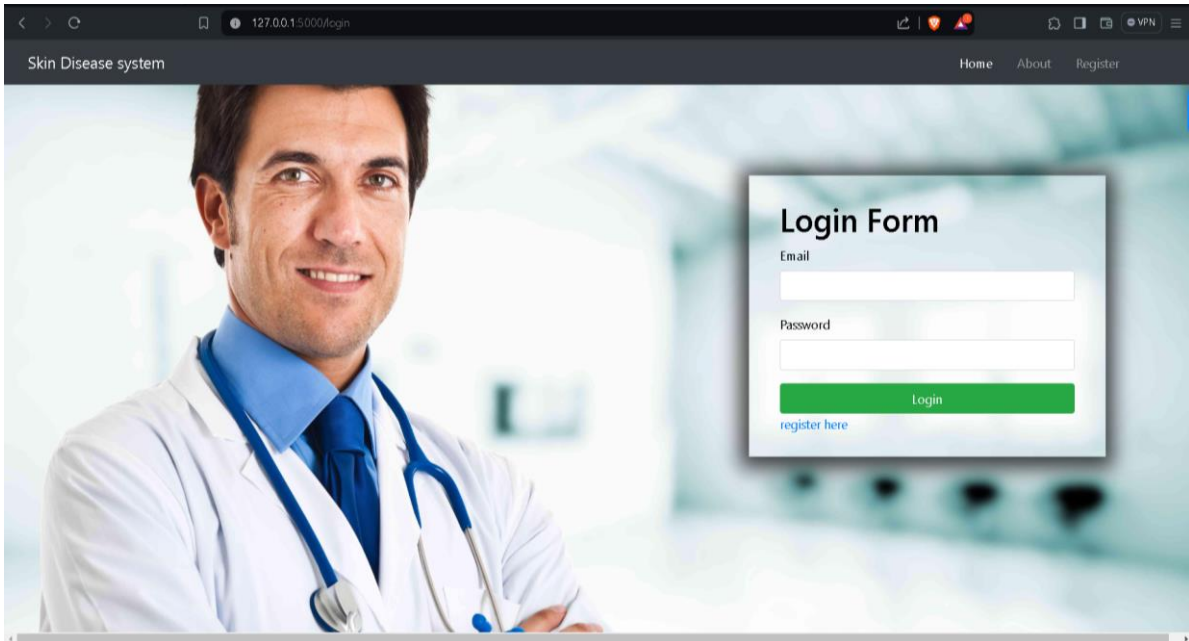 127.0.0.1:5000/login
VPN
Skin Disease system
Home About Register
Login Form
Email
Password
Login
register here